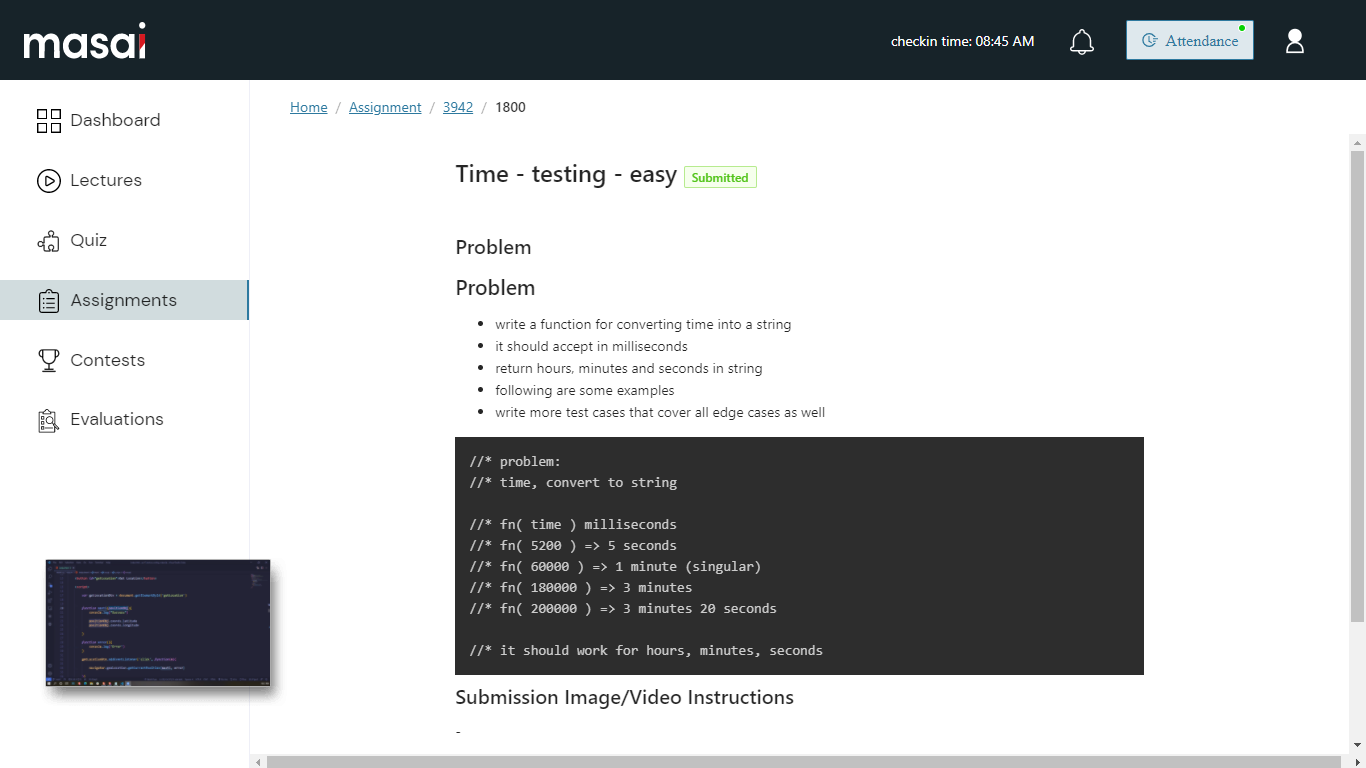 masai
checkin time: 08:45 AM
Attendance
Dashboard
Lectures
Quiz
Assignments
Contests
Evaluations
Home / Assignment / 3942 / 1800
Time - testing - easy Submitted
Problem
Problem
• write a function for converting time into a string
• it should accept in milliseconds
• return hours, minutes and seconds in string
• following are some examples
• write more test cases that cover all edge cases as well
//* problem:
//* time, convert to string
//* fn( time ) milliseconds
//* fn( 5200 ) => 5 seconds
//* fn( 60000 ) => 1 minute (singular)
//* fn( 180000 ) => 3 minutes
//* fn( 200000 ) => 3 minutes 20 seconds
//* it should work for hours, minutes, seconds
Submission Image/Video Instructions
-